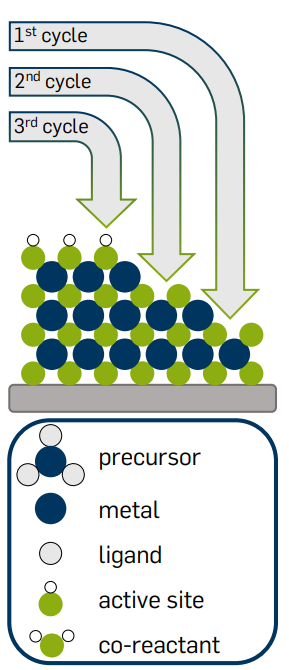 1st cycle
2nd cycle
3rd cycle
precursor
metal
ligand
active site
co-reactant